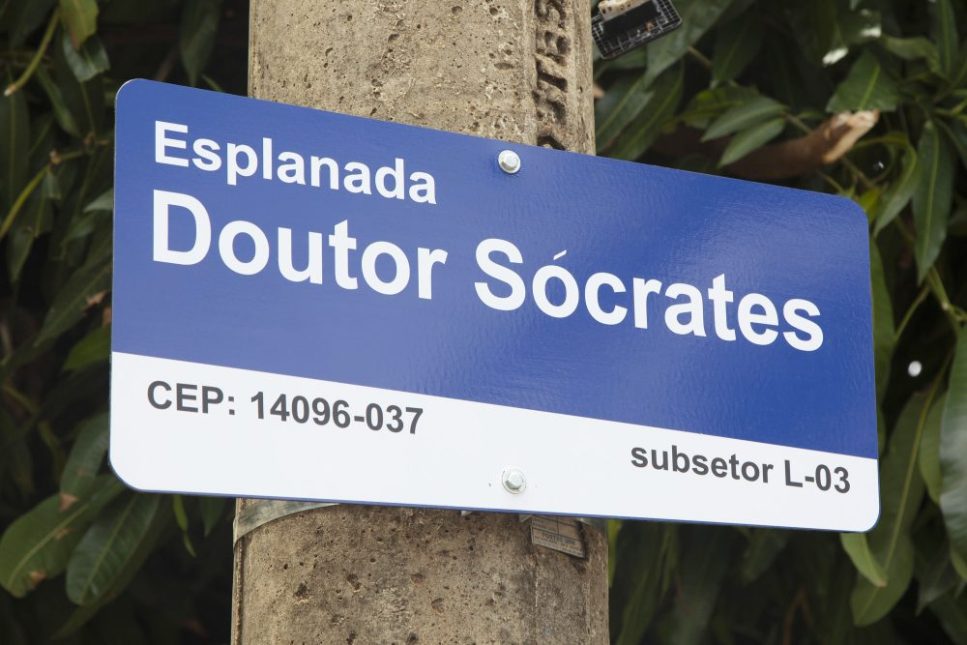 Esplanada
Doutor Sócrates
CEP: 14096-037
subsetor L-03